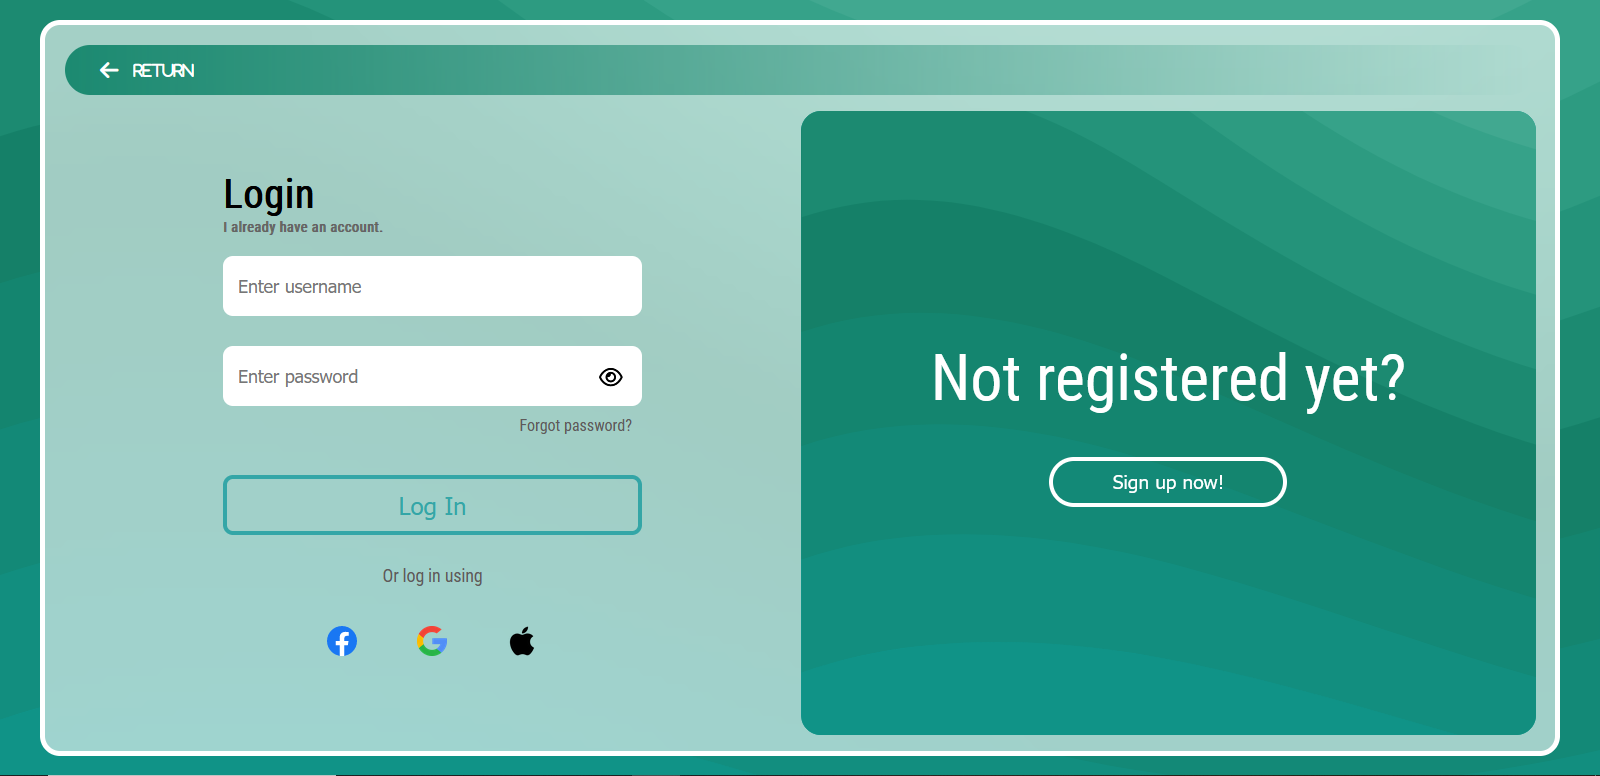 RETURN
Login
I already have an account.
Enter username
Enter password
Forgot password?
Log In
Or log in using
Not registered yet?
Sign up now!